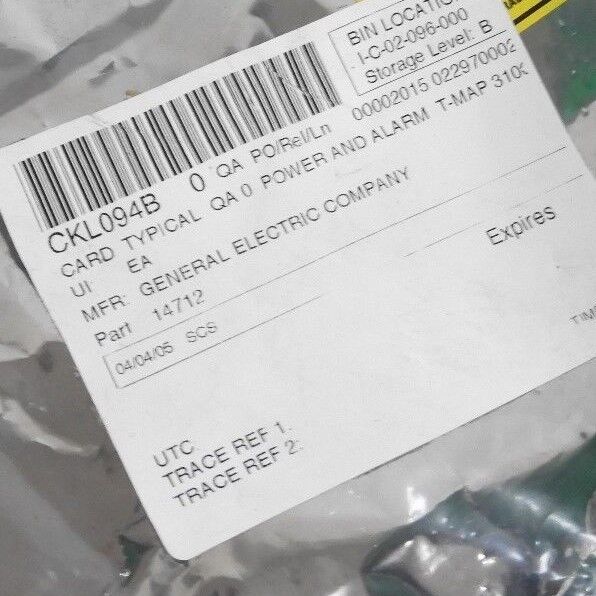 BIN LOCATION
I-C-02-096-000
Storage Level: B
CKL094B 0 QA PO/Rel/Ln 00002015 022970002
CARD TYPICAL QA 0 POWER AND ALARM T-MAP 3100
UI EA
MFR: GENERAL ELECTRIC COMPANY
Part 14712
Expires
04/04/05 SCS
UTC
TRACE REF 1.
TRACE REF 2: